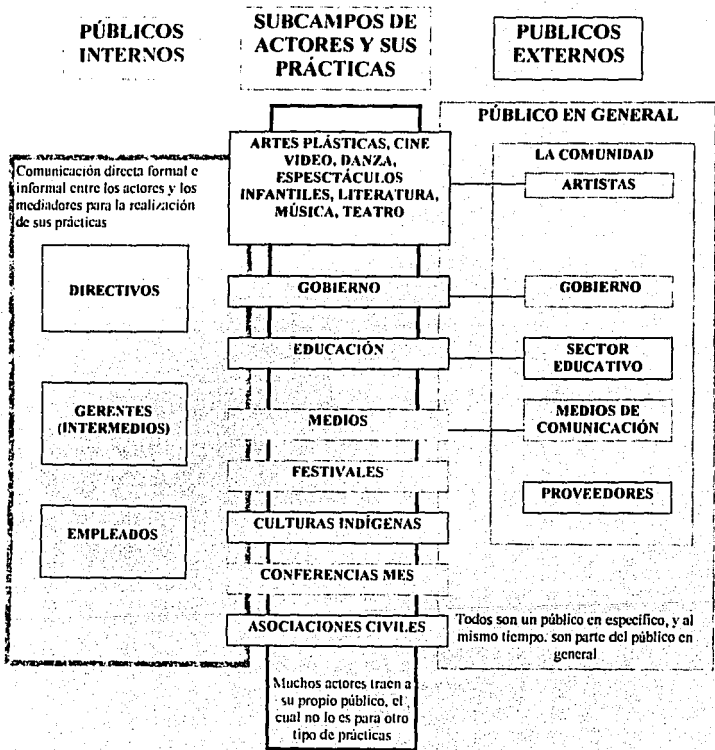 PÚBLICOS
INTERNOS
SUBCAMPOS DE
ACTORES Y SUS
PRÁCTICAS
PUBLICOS
EXTERNOS
Comunicación directa formal e
informal entre los actores y los
mediadores para la realización
de sus prácticas
DIRECTIVOS
GERENTES
(INTERMEDIOS)
EMPLEADOS
ARTES PLÁSTICAS, CINE
VIDEO, DANZA,
ESPESCTÁCULOS
INFANTILES, LITERATURA,
MÚSICA, TEATRO
GOBIERNO
EDUCACIÓN
MEDIOS
FESTIVALES
CULTURAS INDÍGENAS
CONFERENCIAS MES
ASOCIACIONES CIVILES
Muchos actores traen a
su propio público, el
cual no lo es para otro
tipo de prácticas
PÚBLICO EN GENERAL
LA COMUNIDAD
ARTISTAS
GOBIERNO
SECTOR
EDUCATIVO
MEDIOS DE
COMUNICACIÓN
PROVEEDORES
Todos son un público en específico, y al
mismo tiempo. son parte del público en
general